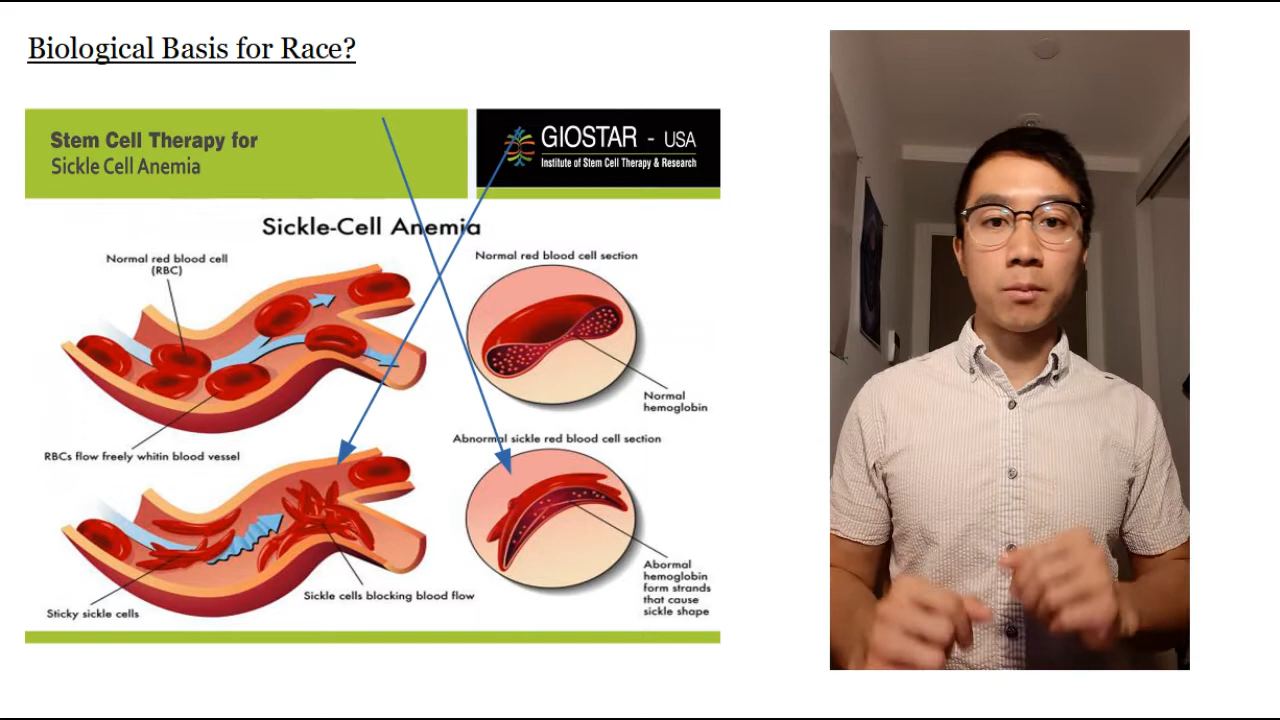 Biological Basis for Race?
Stem Cell Therapy for
Sickle Cell Anemia
GIOSTAR - USA
Institute of Stem Cell Therapy & Research
Sickle-Cell Anemia
Normal red blood cell
(RBC)
RBCs flow freely whitin blood vessel
Normal red blood cell section
Normal
hemoglobin
Sticky sickle cells
Sickle cells blocking blood flow
Abnormal sickle red blood cell section
Abormal
hemoglobin
form strands
that cause
sickle shape